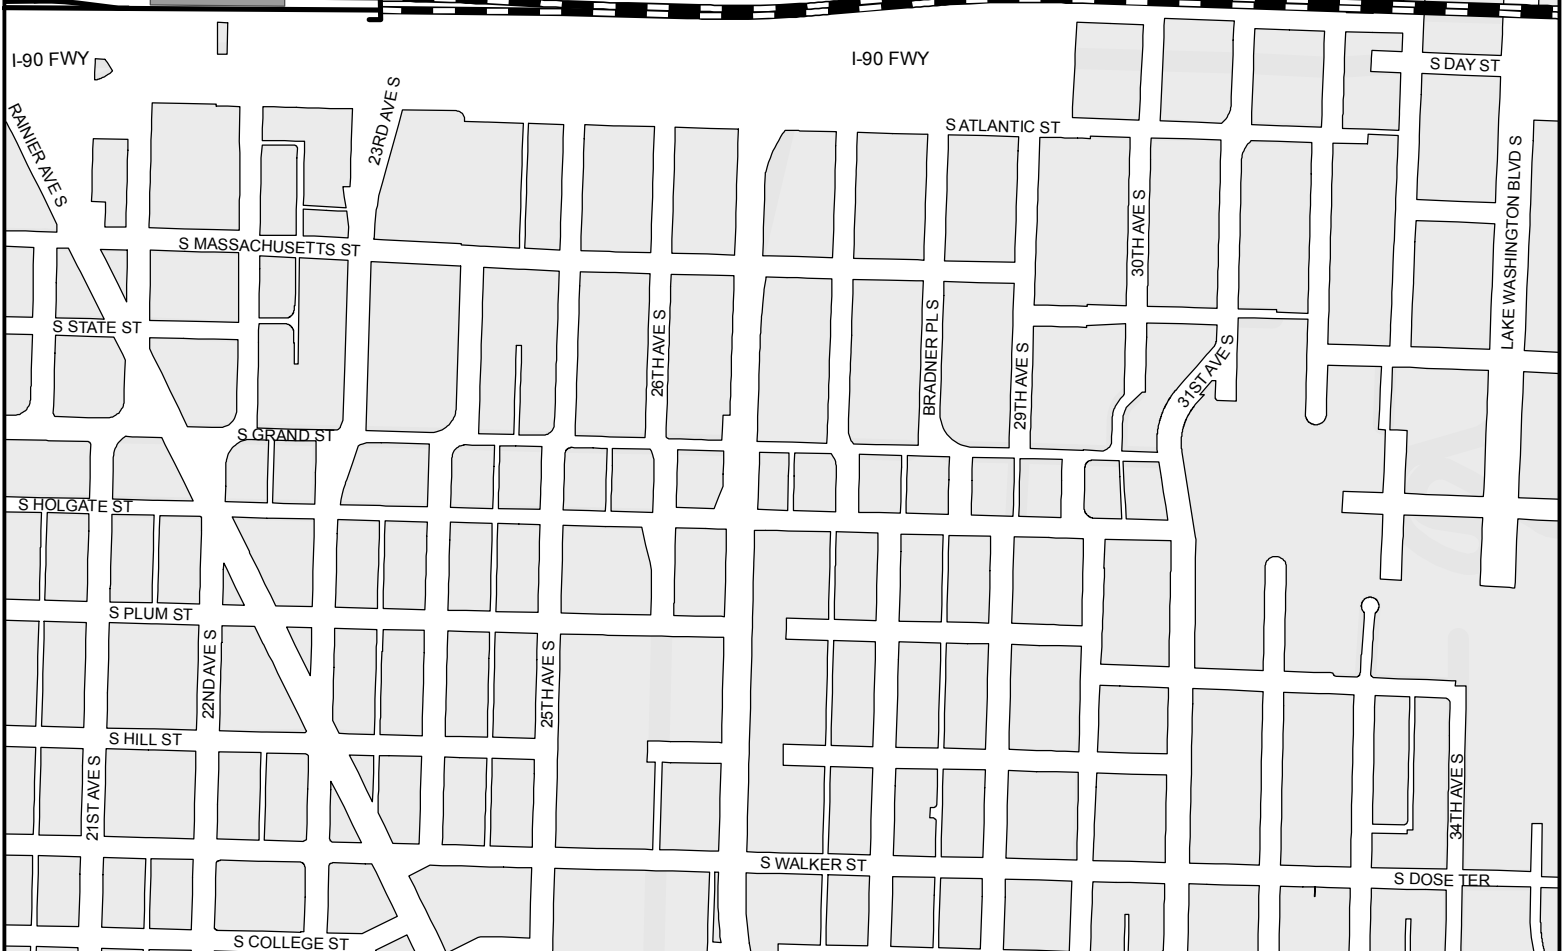 I-90 FWY
I-90 FWY
S DAY ST
RAINIER AVE S
23RD AVE S
S ATLANTIC ST
LAKE WASHINGTON BLVD S
30TH AVE S
S MASSACHUSETTS ST
S STATE ST
26TH AVE S
BRADNER PL S
29TH AVE S
31ST AVE S
S GRAND ST
S HOLGATE ST
S PLUM ST
22ND AVE S
25TH AVE S
S HILL ST
21ST AVE S
34TH AVE S
S WALKER ST
S DOSE TER
S COLLEGE ST